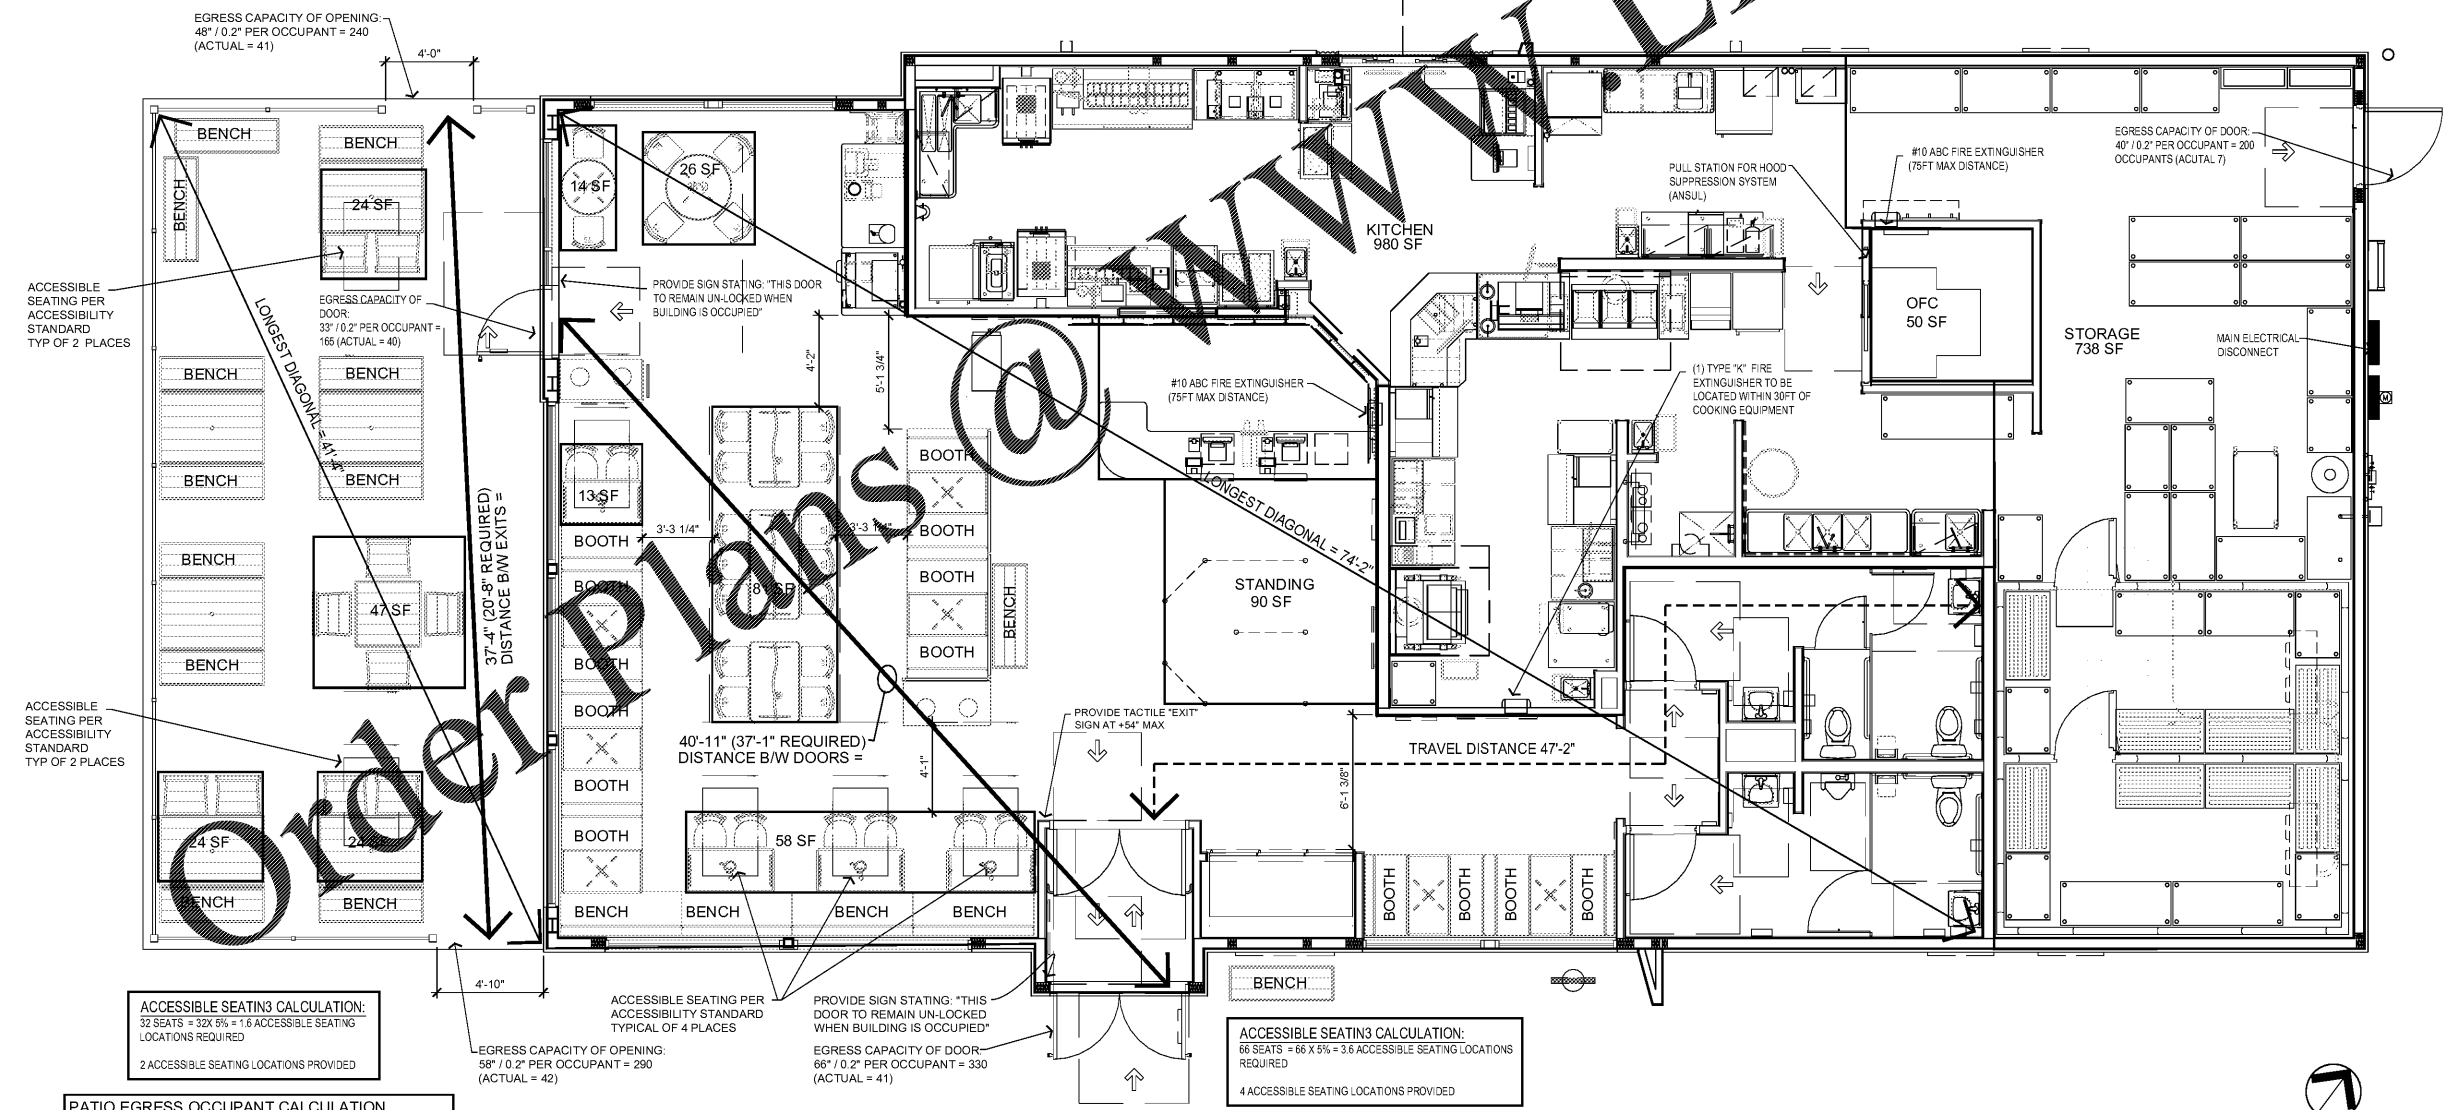 EGRESS CAPACITY OF OPENING:
48" / 0.2" PER OCCUPANT = 240
(ACTUAL = 41)
4'-0"
BENCH
BENCH
BENCH
24 SF
ACCESSIBLE
SEATING PER
ACCESSIBILITY
STANDARD
TYP OF 2 PLACES
EGRESS CAPACITY OF
DOOR:
33" / 0.2" PER OCCUPANT =
165 (ACTUAL = 40)
LONGEST DIAGONAL = 41'-4"
BENCH
BENCH
BENCH
BENCH
37'-4" (20'-8" REQUIRED)
DISTANCE B/W EXITS =
BENCH
47 SF
BENCH
ACCESSIBLE
SEATING PER
ACCESSIBILITY
STANDARD
TYP OF 2 PLACES
24 SF
24 SF
BENCH
BENCH
4'-10"
14 SF
26 SF
PROVIDE SIGN STATING: "THIS DOOR
TO REMAIN UN-LOCKED WHEN
BUILDING IS OCCUPIED"
4'-2"
5'-1 3/4"
13 SF
3'-3 1/4"
3'-3 1/4"
BOOTH
BOOTH
BOOTH
BOOTH
BOOTH
BOOTH
81 SF
BOOTH
BOOTH
BOOTH
BOOTH
BENCH
40'-11" (37'-1" REQUIRED)
DISTANCE B/W DOORS =
4'-1"
58 SF
BENCH
BENCH
BENCH
BENCH
KITCHEN
980 SF
#10 ABC FIRE EXTINGUISHER
(75FT MAX DISTANCE)
LONGEST DIAGONAL = 74'-2"
STANDING
90 SF
PROVIDE TACTILE "EXIT"
SIGN AT +54" MAX
TRAVEL DISTANCE 47'-2"
6'-1 3/8"
BOOTH
BOOTH
BOOTH
BOOTH
PULL STATION FOR HOOD
SUPPRESSION SYSTEM
(ANSUL)
#10 ABC FIRE EXTINGUISHER
(75FT MAX DISTANCE)
EGRESS CAPACITY OF DOOR:
40" / 0.2" PER OCCUPANT = 200
OCCUPANTS (ACUTAL 7)
OFC
50 SF
STORAGE
738 SF
MAIN ELECTRICAL
DISCONNECT
M
(1) TYPE "K" FIRE
EXTINGUISHER TO BE
LOCATED WITHIN 30FT OF
COOKING EQUIPMENT
ACCESSIBLE SEATING PER
ACCESSIBILITY STANDARD
TYPICAL OF 4 PLACES
PROVIDE SIGN STATING: "THIS
DOOR TO REMAIN UN-LOCKED
WHEN BUILDING IS OCCUPIED"
EGRESS CAPACITY OF OPENING:
58" / 0.2" PER OCCUPANT = 290
(ACTUAL = 42)
EGRESS CAPACITY OF DOOR:
66" / 0.2" PER OCCUPANT = 330
(ACTUAL = 41)
BENCH
ACCESSIBLE SEATIN3 CALCULATION:
32 SEATS = 32X 5% = 1.6 ACCESSIBLE SEATING
LOCATIONS REQUIRED
2 ACCESSIBLE SEATING LOCATIONS PROVIDED
ACCESSIBLE SEATIN3 CALCULATION:
66 SEATS = 66 X 5% = 3.6 ACCESSIBLE SEATING LOCATIONS
REQUIRED
4 ACCESSIBLE SEATING LOCATIONS PROVIDED
PATIO EGRESS OCCUPANT CALCULATION
Order Plans @ www.